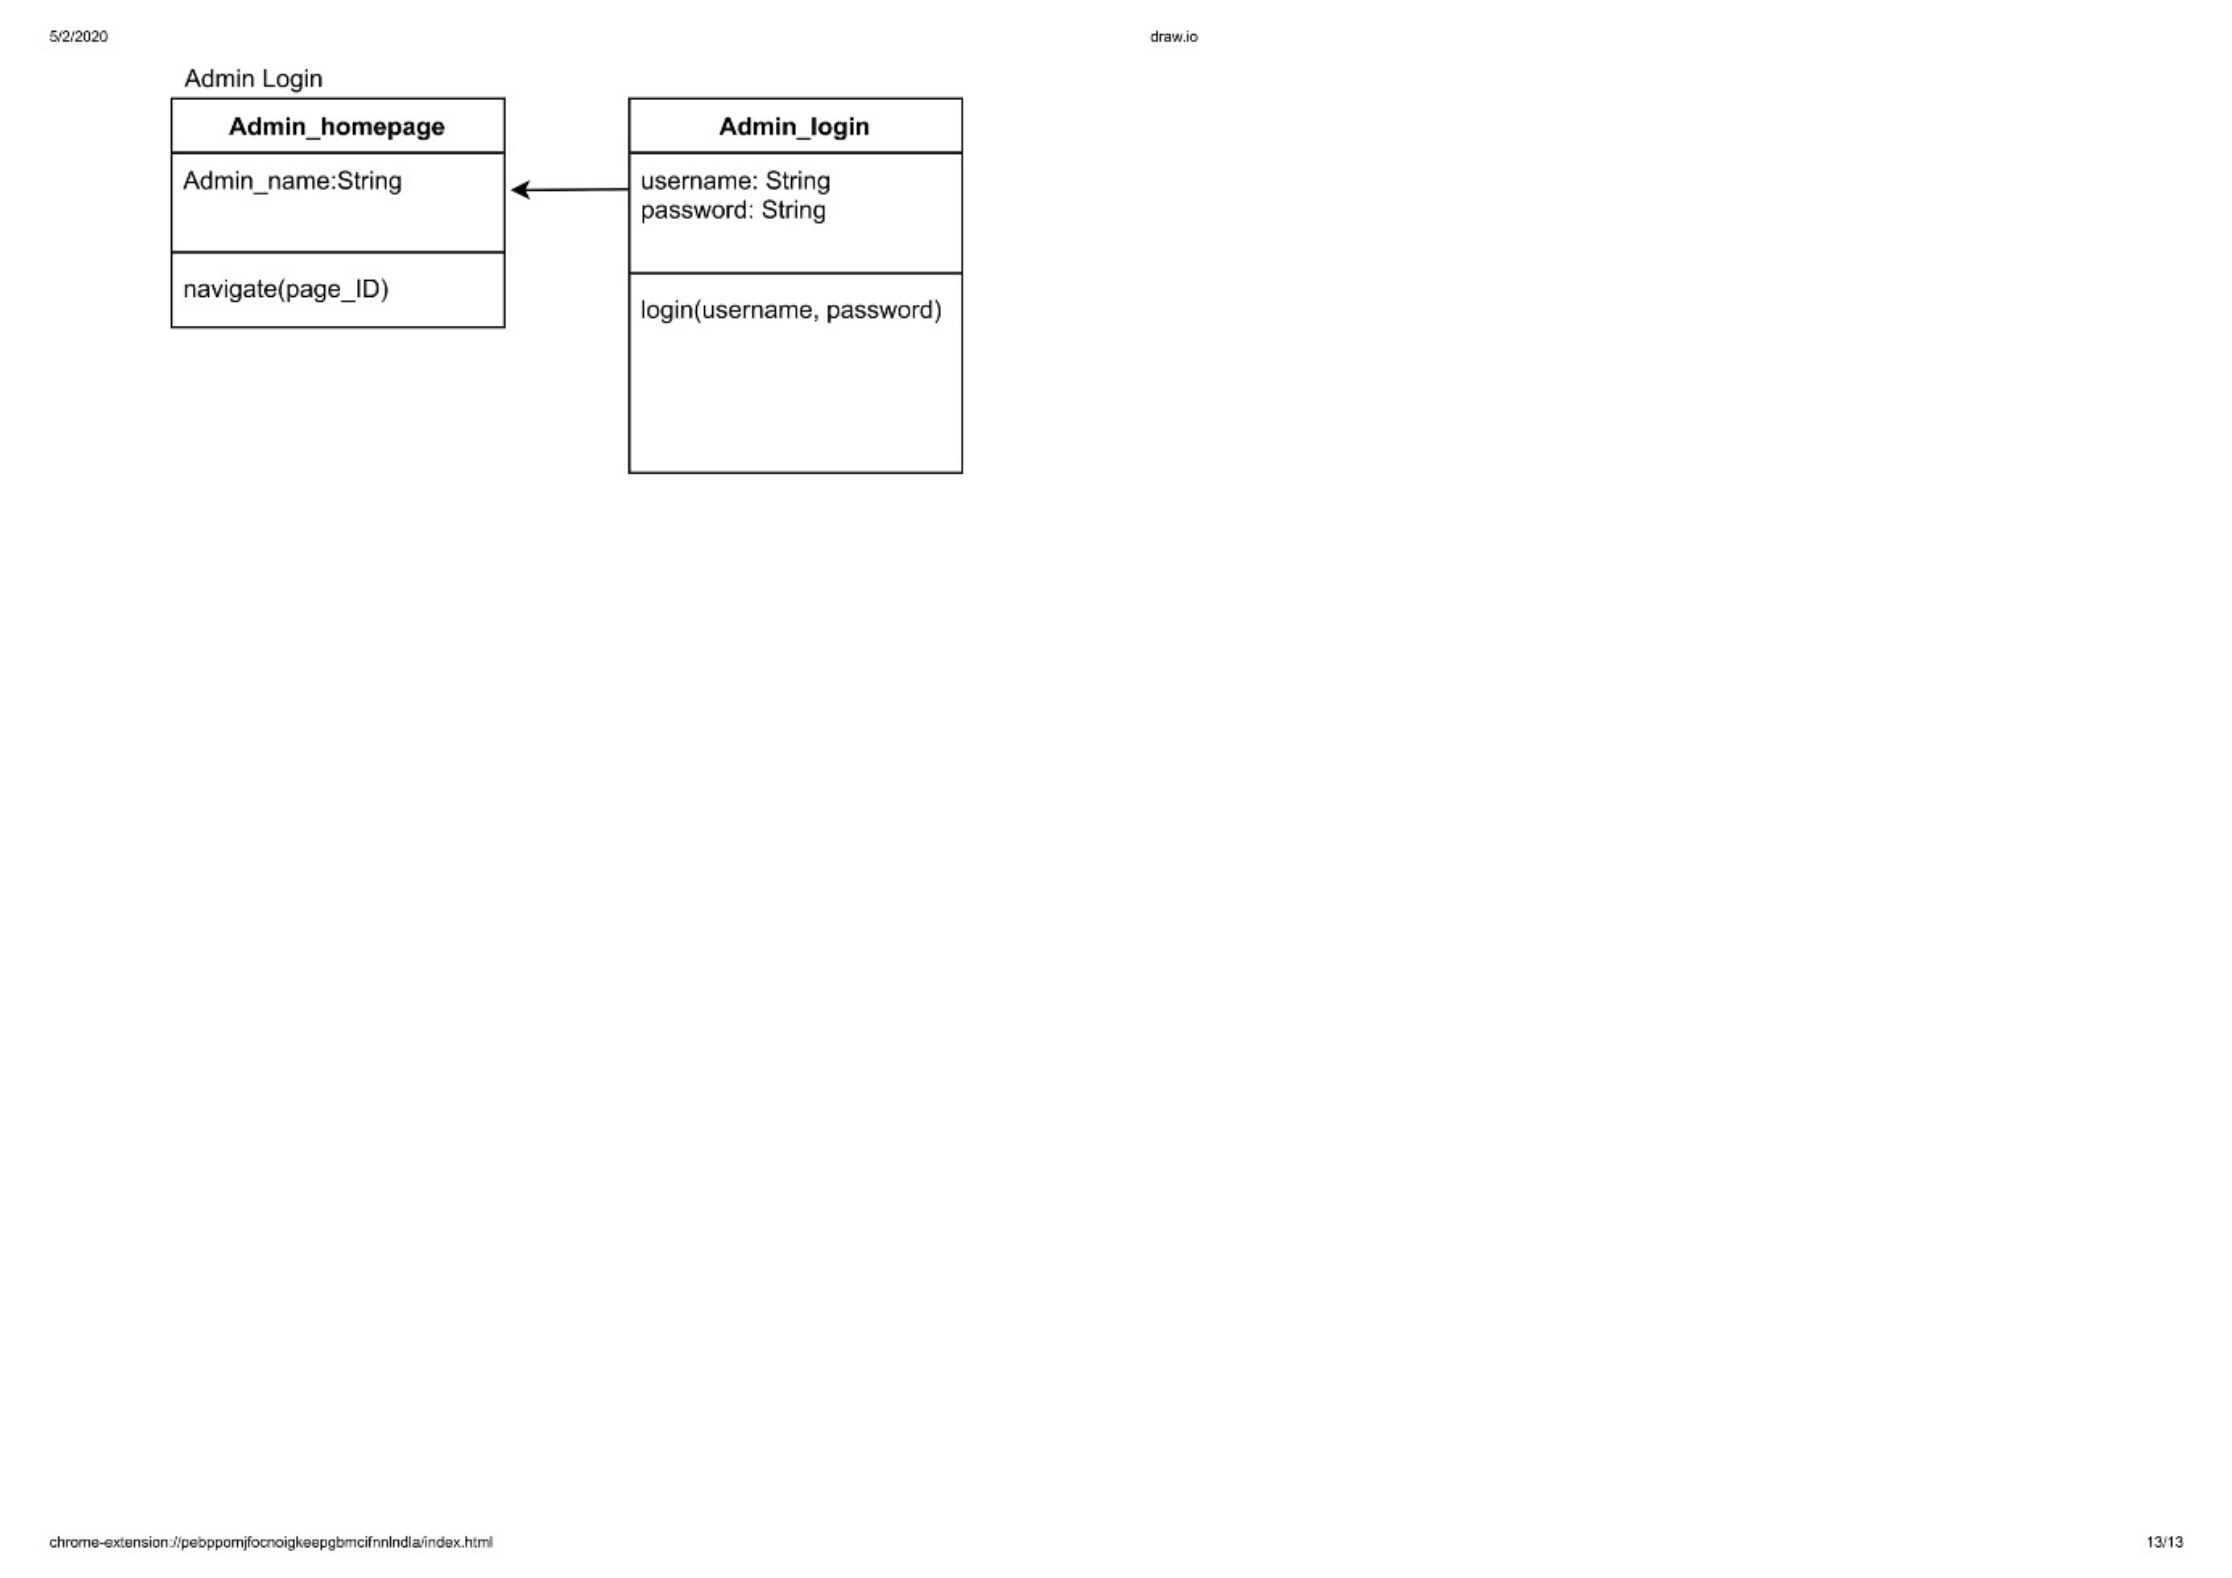 5/2/2020
draw.io
Admin Login
Admin_homepage
Admin_name:String
navigate(page_ID)
Admin_login
username: String
password: String
login(username, password)
chrome-extension://pebppomjfocnoigkeepgbmcifnnlndla/index.html
13/13